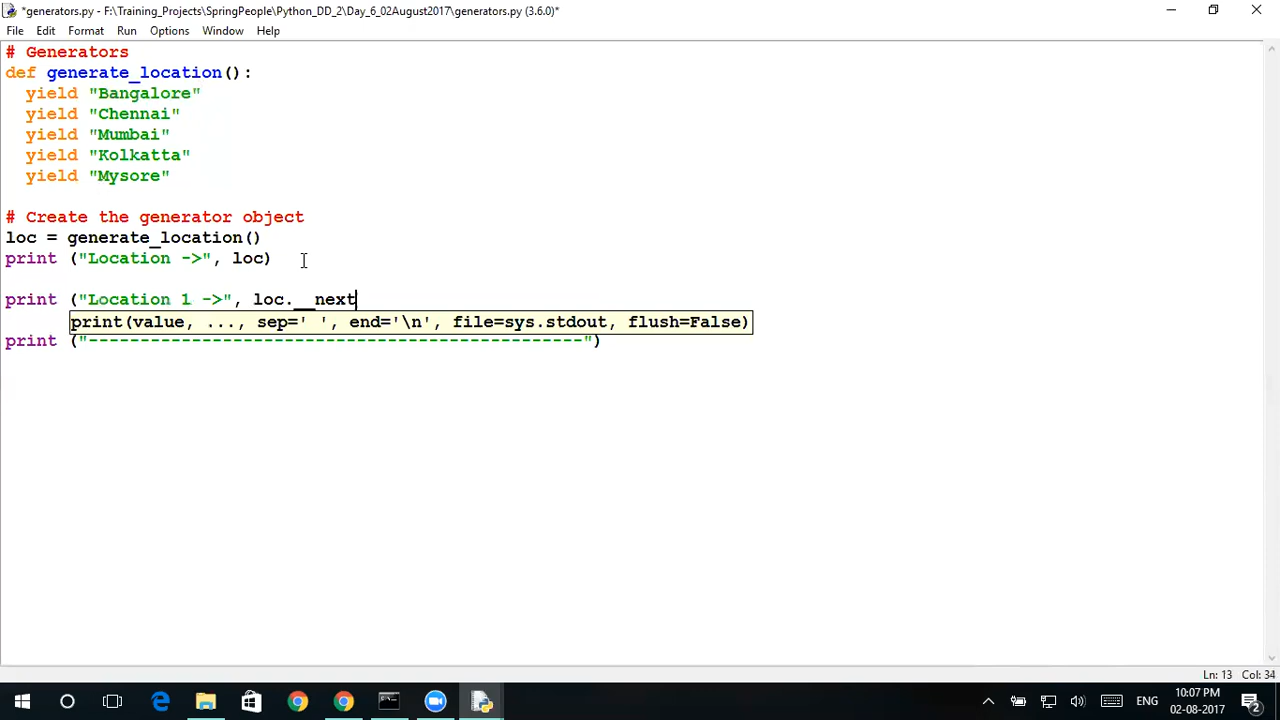 *generators.py - F:\Training_Projects\SpringPeople\Python_DD_2\Day_6_02August2017\generators.py (3.6.0)*
File Edit Format Run Options Window Help
# Generators
def generate_location():
  yield "Bangalore"
  yield "Chennai"
  yield "Mumbai"
  yield "Kolkatta"
  yield "Mysore"
# Create the generator object
loc = generate_location()
print ("Location ->", loc)
print ("Location 1 ->", loc.__next
print(value, ..., sep=' ', end='\n', file=sys.stdout, flush=False)
print ("------------------------------------------------")
Ln: 13 Col: 34
ENG
10:07 PM
02-08-2017
2